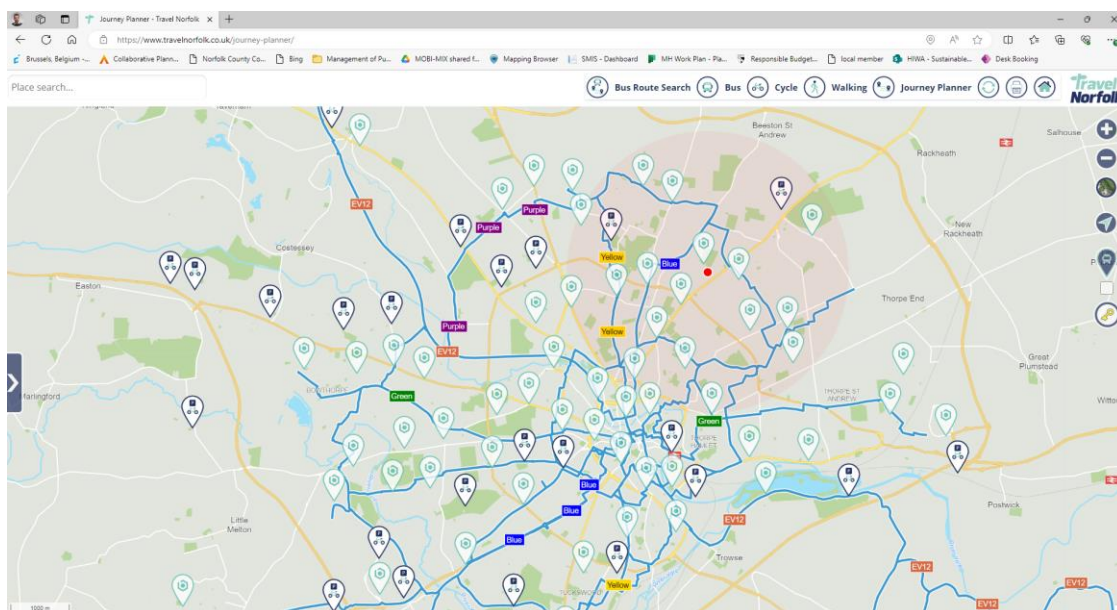 Journey Planner - Travel Norfolk
https://www.travelnorfolk.co.uk/journey-planner/
Brussels, Belgium -...
Collaborative Plann...
Norfolk County Co...
Bing
Management of Pu...
MOBI-MIX shared f...
Mapping Browser
SMIS - Dashboard
MH Work Plan - Pla...
Responsible Budget...
local member
HIWA - Sustainable...
Desk Booking
Place search...
Bus Route Search
Bus
Cycle
Walking
Journey Planner
Travel
Norfolk
Beeston St
Andrew
Salhouse
Rackheath
EV12
Purple
Purple
Costessey
New
Rackheath
Yellow
Blue
Easton
Thorpe End
Purple
Yellow
EV12
Great
Plumstead
Green
THORPE ST
ANDREW
Green
THORPE
HAMLET
Blue
Blue
Postwick
Little
Melton
EV12
Blue
Trowse
EV12
Yellow
1000 m